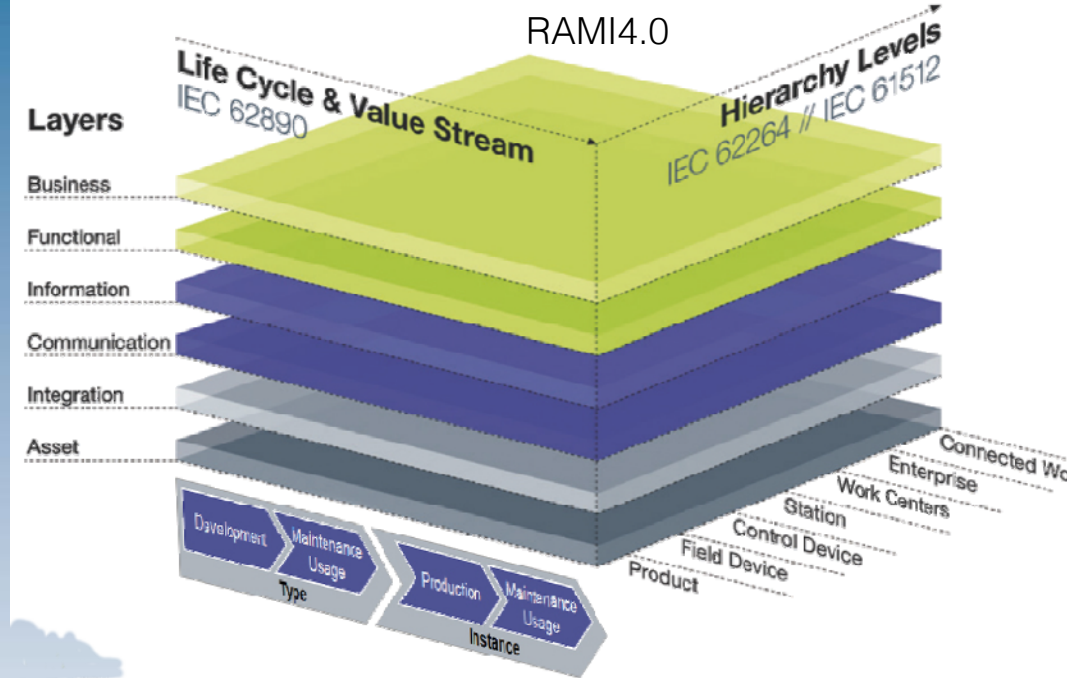 RAMI4.0
Life Cycle & Value Stream
IEC 62890
Hierarchy Levels
IEC 62264 // IEC 61512
Layers
Business
Functional
Information
Communication
Integration
Asset
Development
Maintenance
Usage
Type
Production
Maintenance
Usage
Instance
Connected Wo
Enterprise
Work Centers
Station
Control Device
Field Device
Product